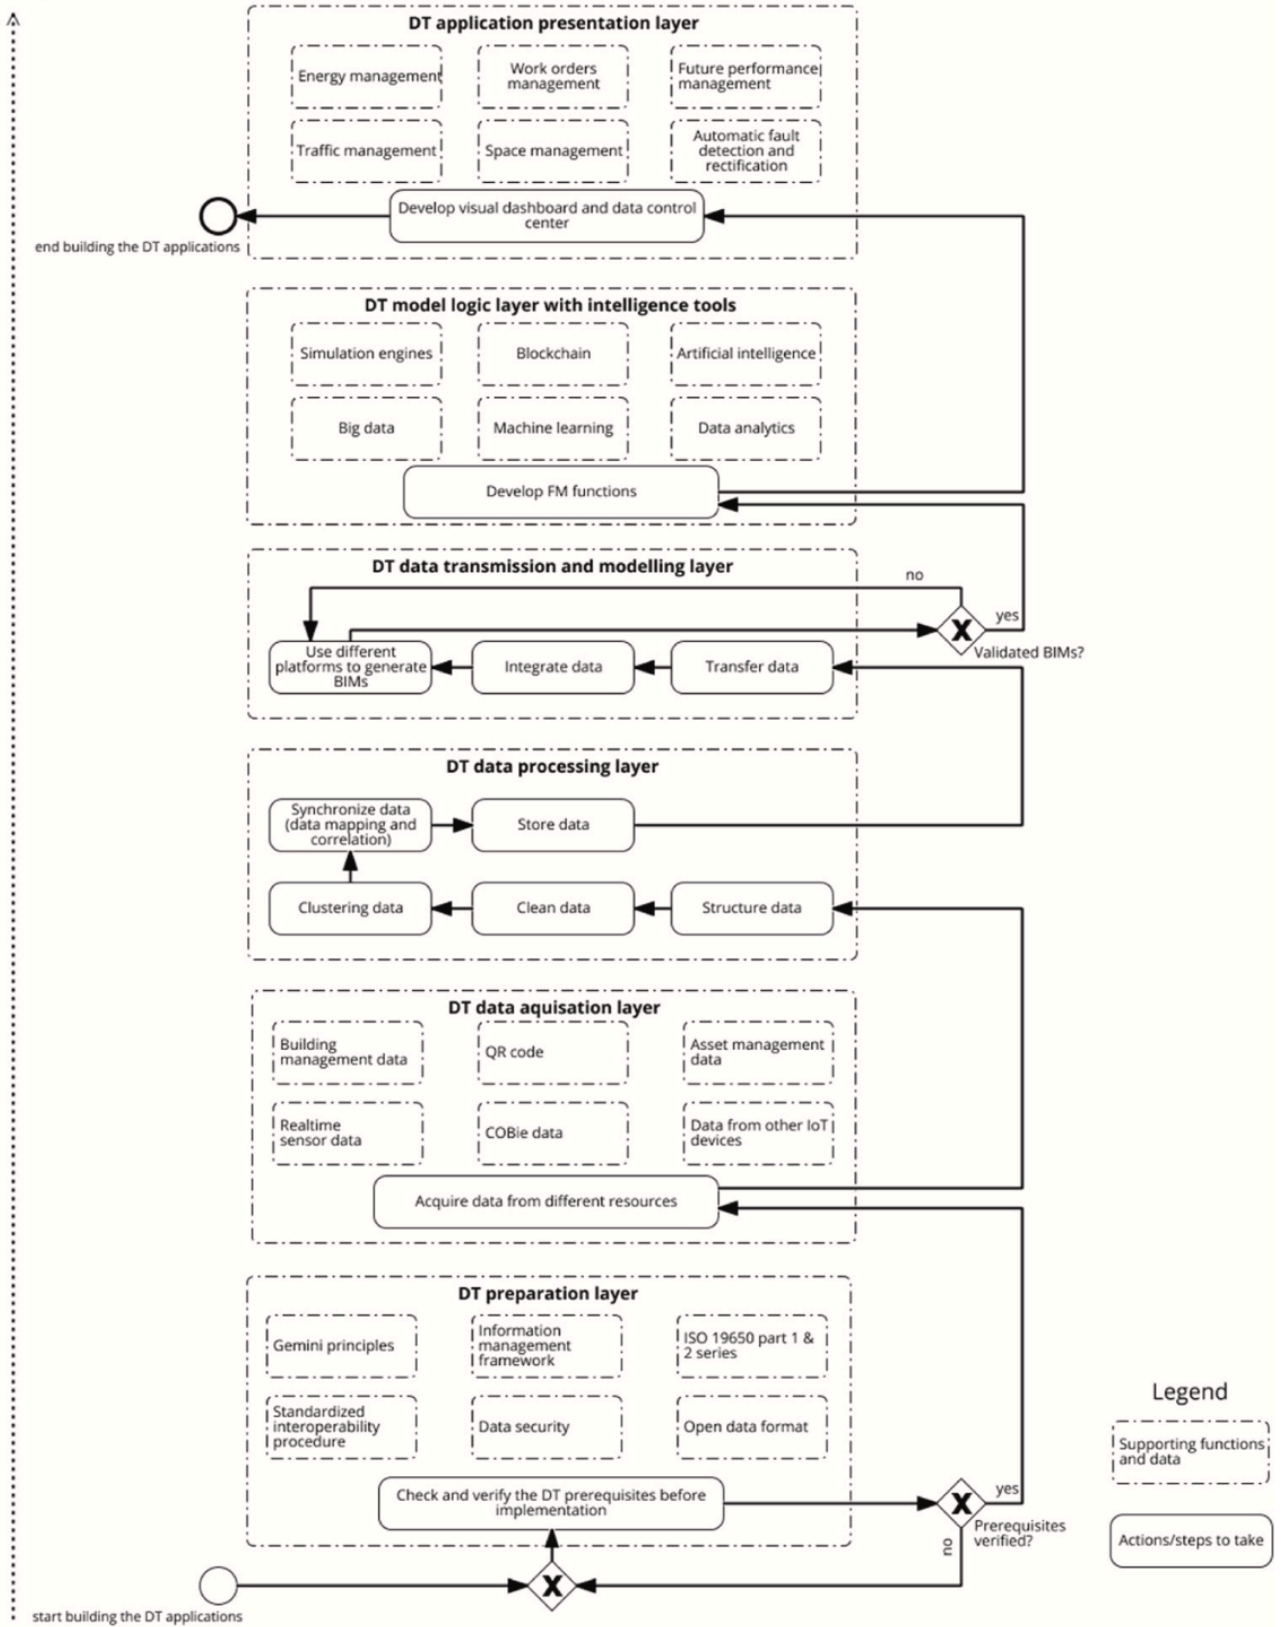 DT application presentation layer
Energy management
Work orders
management
Future performance
management
Traffic management
Space management
Automatic fault
detection and
rectification
Develop visual dashboard and data control
center
end building the DT applications
DT model logic layer with intelligence tools
Simulation engines
Blockchain
Artificial intelligence
Big data
Machine learning
Data analytics
Develop FM functions
DT data transmission and modelling layer
no
yes
X
Validated BIMs?
Use different
platforms to generate
BIMs
Integrate data
Transfer data
DT data processing layer
Synchronize data
(data mapping and
correlation)
Store data
Clustering data
Clean data
Structure data
DT data aquisation layer
Building
management data
QR code
Asset management
data
Realtime
sensor data
COBie data
Data from other IoT
devices
Acquire data from different resources
DT preparation layer
Gemini principles
Information
management
framework
ISO 19650 part 1 &
2 series
Standardized
interoperability
procedure
Data security
Open data format
Check and verify the DT prerequisites before
implementation
X
yes
Prerequisites
verified?
no
X
start building the DT applications
Legend
Supporting functions
and data
Actions/steps to take